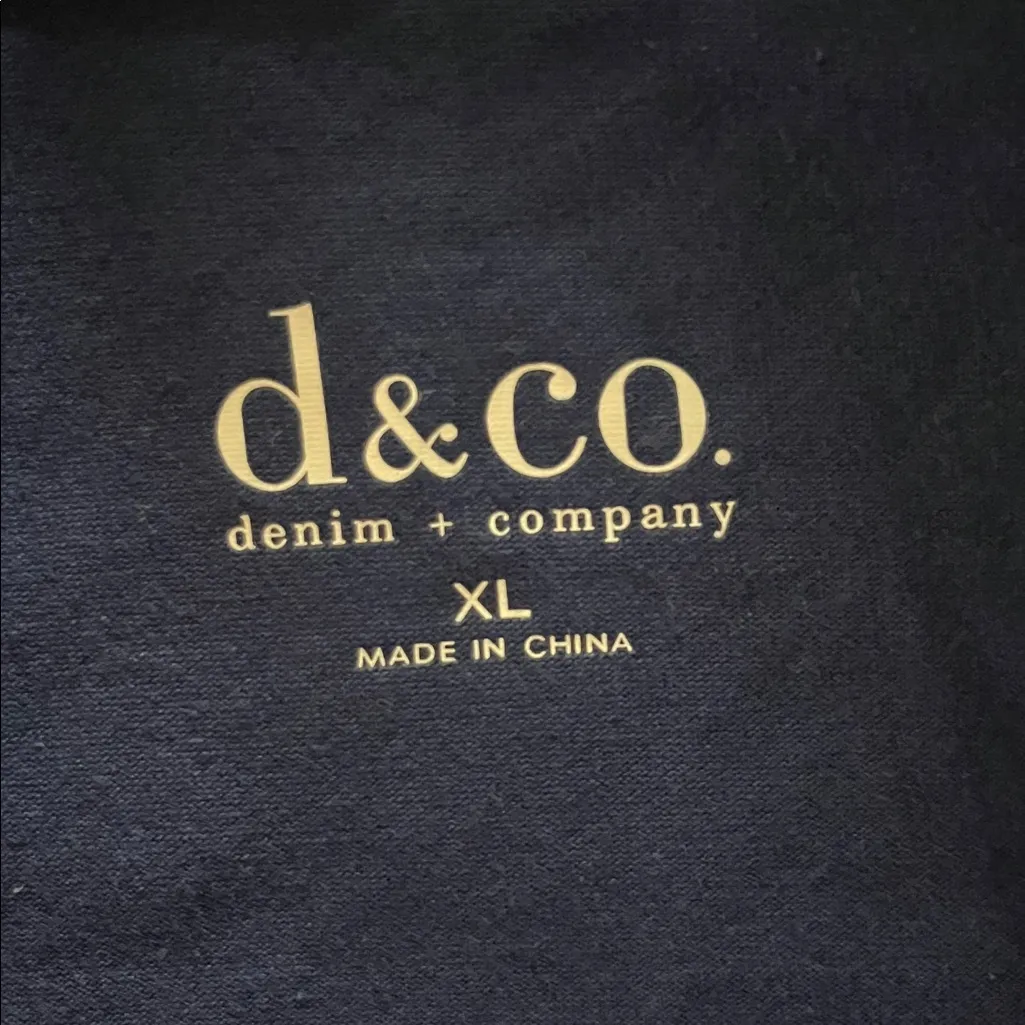 d&co.
denim + company
XL
MADE IN CHINA